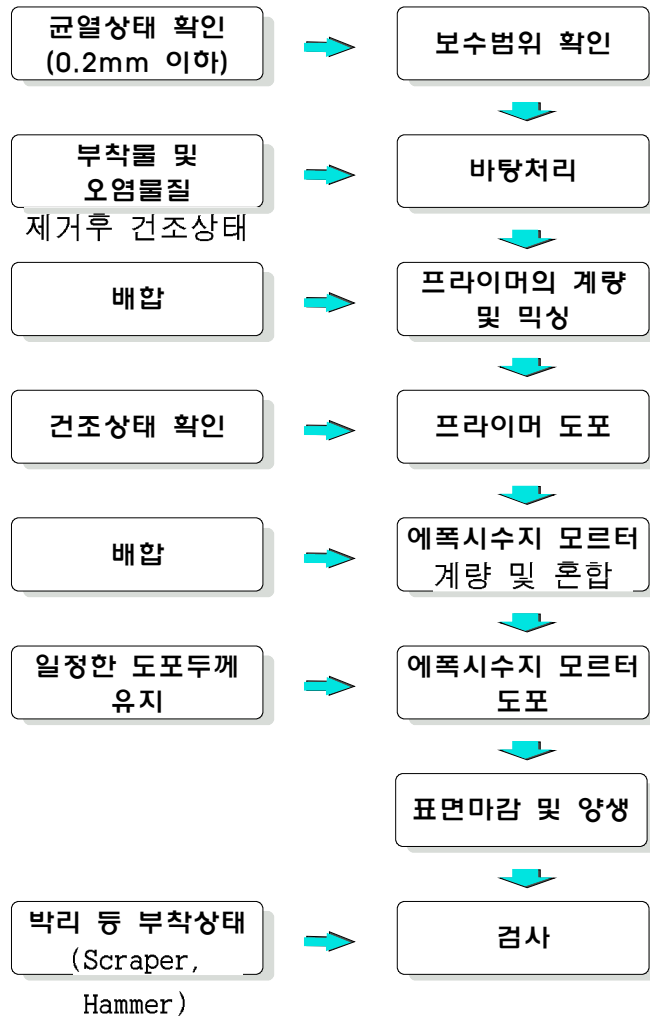 균열상태 확인
(0.2mm 이하)
보수범위 확인
부착물 및
오염물질
제거후 건조상태
바탕처리
배합
프라이머의 계량
및 믹싱
건조상태 확인
프라이머 도포
배합
에폭시수지 모르터
계량 및 혼합
일정한 도포두께
유지
에폭시수지 모르터
도포
표면마감 및 양생
박리 등 부착상태
(Scraper,
Hammer)
검사